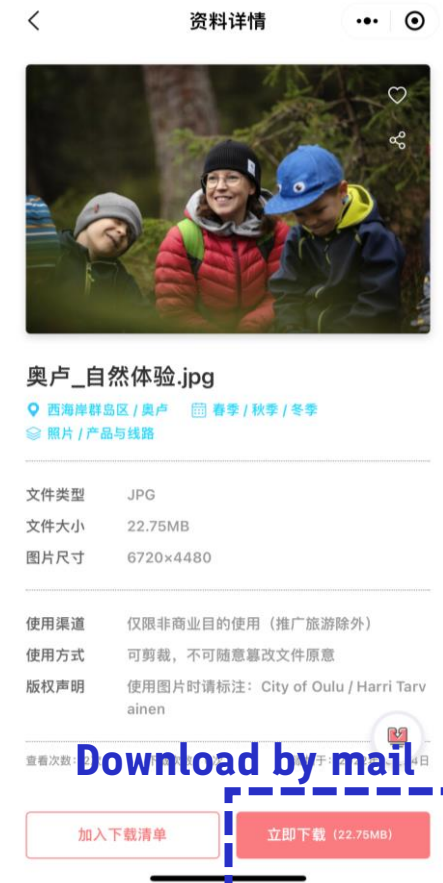 资料详情
奥卢_自然体验.jpg
西海岸群岛区 / 奥卢 春季 / 秋季 / 冬季
照片 / 产品与线路
文件类型 JPG
文件大小 22.75MB
图片尺寸 6720×4480
使用渠道 仅限非商业目的使用（推广旅游除外）
使用方式 可剪裁，不可随意篡改文件原意
版权声明 使用图片时请标注：City of Oulu / Harri Tarv
ainen
查看次数：
Download by mail
加入下载清单 立即下载（22.75MB）